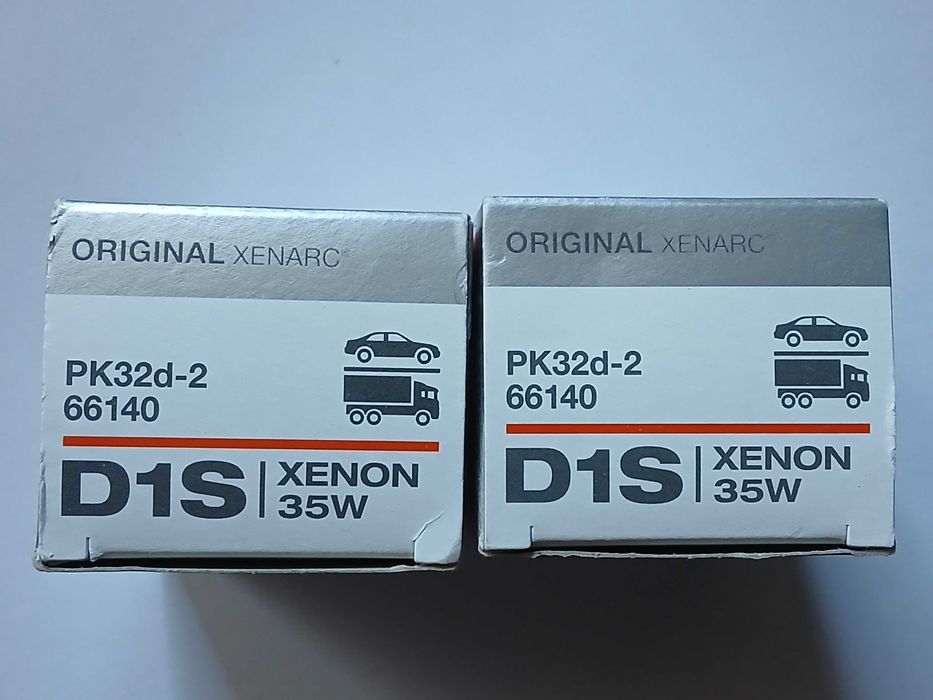 ORIGINAL XENARC®
PK32d-2
66140
D1S | XENON
35W
ORIGINAL XENARC®
PK32d-2
66140
D1S | XENON
35W